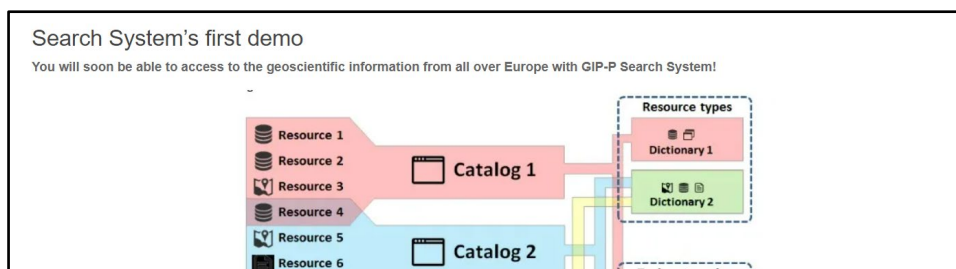 Search System's first demo
You will soon be able to access to the geoscientific information from all over Europe with GIP-P Search System!
Resource types
Resource 1
Dictionary 1
Resource 2
Catalog 1
Resource 3
Dictionary 2
Resource 4
Resource 5
Catalog 2
Resource 6